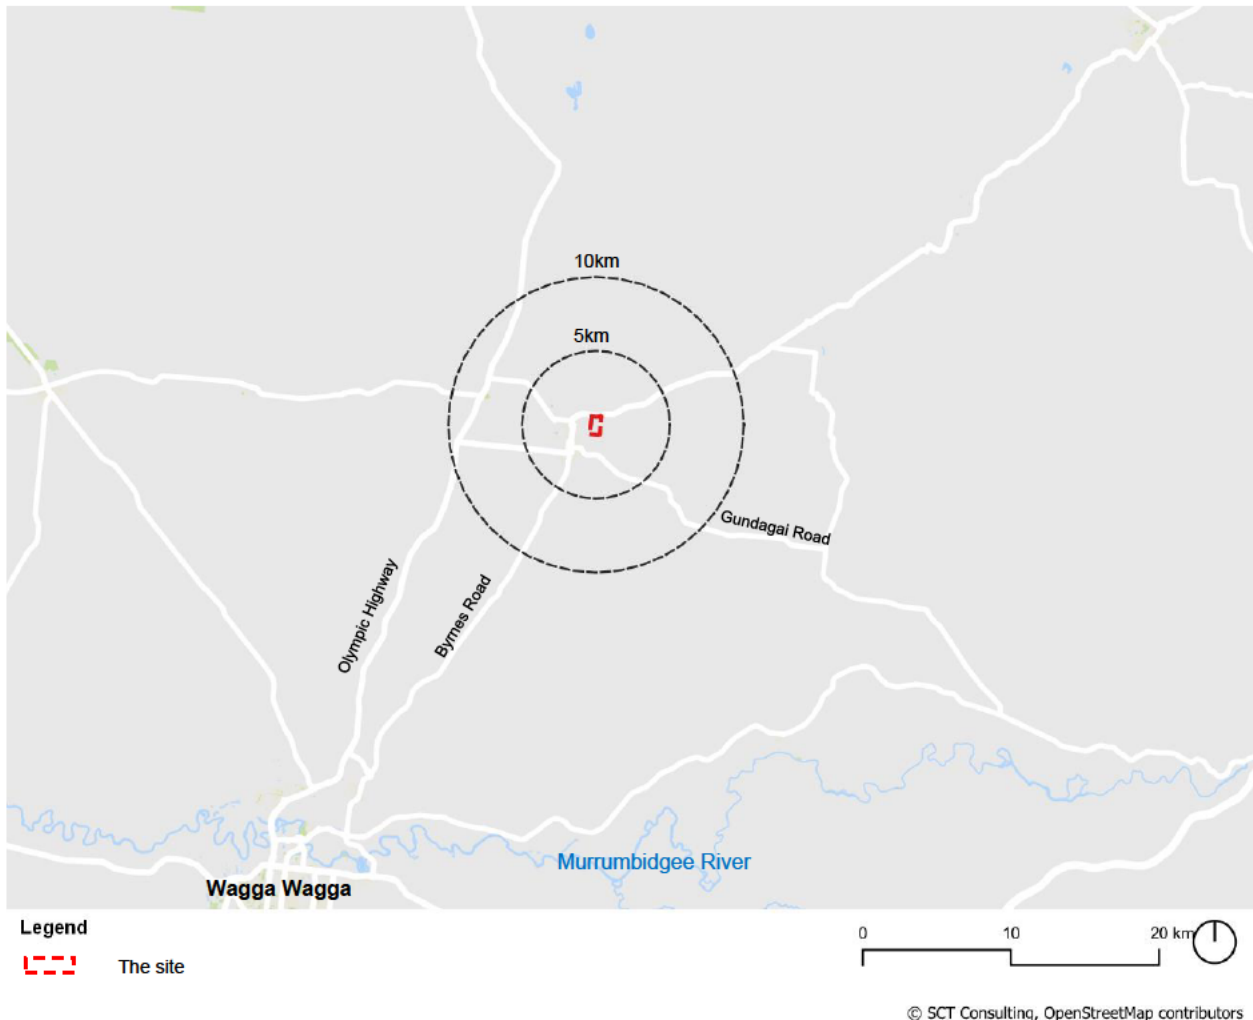 10km
5km
Gundagai Road
Olympic Highway
Byrnes Road
Murrumbidgee River
Wagga Wagga
Legend
The site
0 10 20 km
© SCT Consulting, OpenStreetMap contributors